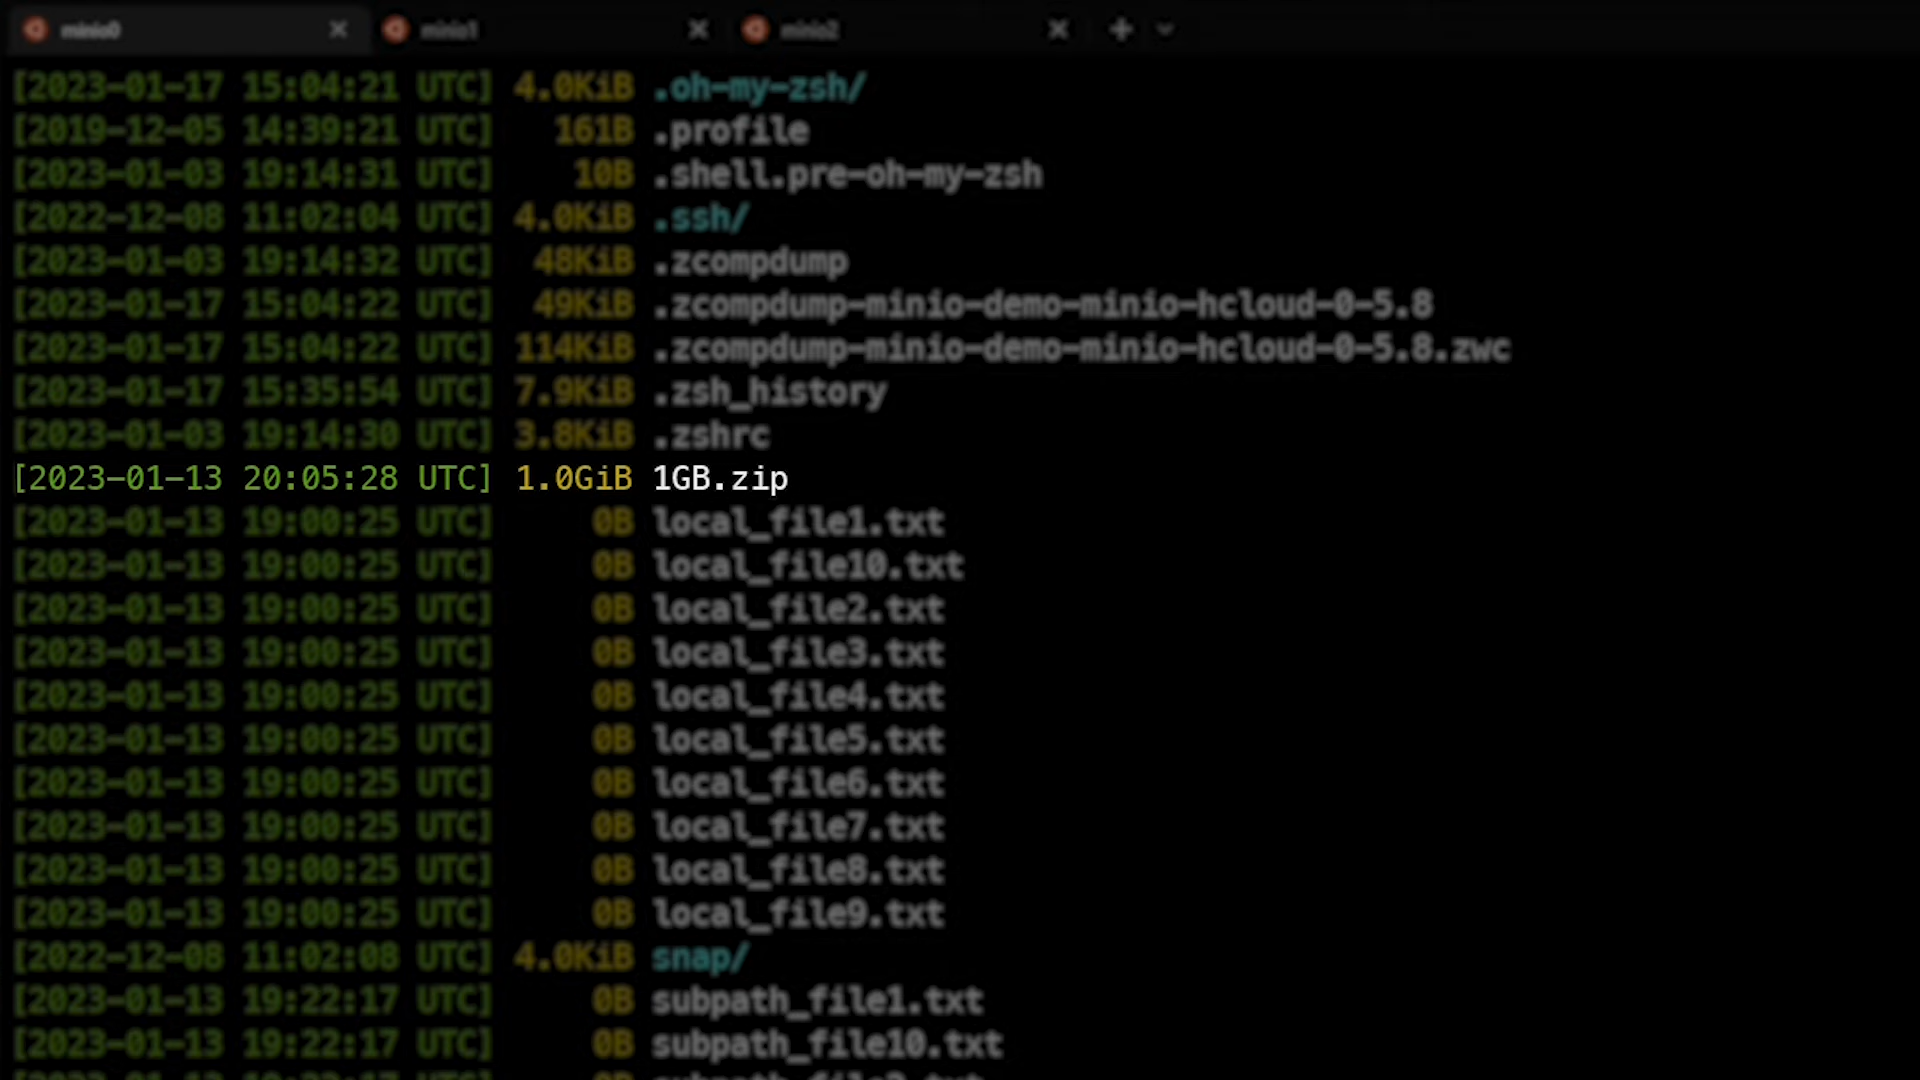 minio0 minio1 minio2
[2023-01-17 15:04:21 UTC] 4.0KiB .oh-my-zsh/
[2019-12-05 14:39:21 UTC] 161B .profile
[2023-01-03 19:14:31 UTC] 10B .shell.pre-oh-my-zsh
[2022-12-08 11:02:04 UTC] 4.0KiB .ssh/
[2023-01-03 19:14:32 UTC] 48KiB .zcompdump
[2023-01-17 15:04:22 UTC] 49KiB .zcompdump-minio-demo-minio-hcloud-0-5.8
[2023-01-17 15:04:22 UTC] 114KiB .zcompdump-minio-demo-minio-hcloud-0-5.8.zwc
[2023-01-17 15:35:54 UTC] 7.9KiB .zsh_history
[2023-01-03 19:14:30 UTC] 3.8KiB .zshrc
[2023-01-13 20:05:28 UTC] 1.0GiB 1GB.zip
[2023-01-13 19:00:25 UTC] 0B local_file1.txt
[2023-01-13 19:00:25 UTC] 0B local_file10.txt
[2023-01-13 19:00:25 UTC] 0B local_file2.txt
[2023-01-13 19:00:25 UTC] 0B local_file3.txt
[2023-01-13 19:00:25 UTC] 0B local_file4.txt
[2023-01-13 19:00:25 UTC] 0B local_file5.txt
[2023-01-13 19:00:25 UTC] 0B local_file6.txt
[2023-01-13 19:00:25 UTC] 0B local_file7.txt
[2023-01-13 19:00:25 UTC] 0B local_file8.txt
[2023-01-13 19:00:25 UTC] 0B local_file9.txt
[2022-12-08 11:02:08 UTC] 4.0KiB snap/
[2023-01-13 19:22:17 UTC] 0B subpath_file1.txt
[2023-01-13 19:22:17 UTC] 0B subpath_file10.txt